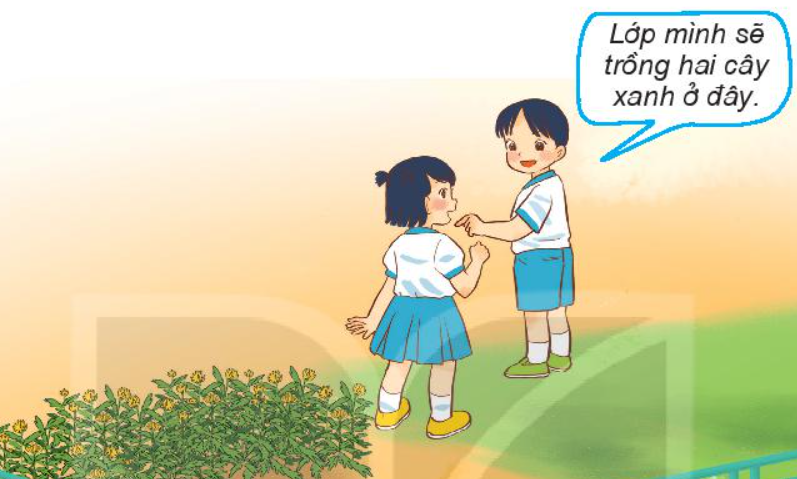 Lớp mình sẽ
trồng hai cây
xanh ở đây.